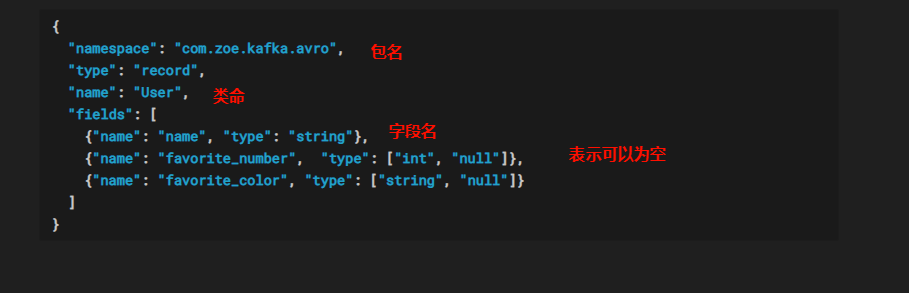 {
"namespace": "com.zoe.kafka.avro", 包名
"type": "record",
"name": "User", 类命
"fields": [
{"name": "name", "type": "string"}, 字段名
{"name": "favorite_number",  "type": ["int", "null"]}, 表示可以为空
{"name": "favorite_color", "type": ["string", "null"]}
]
}